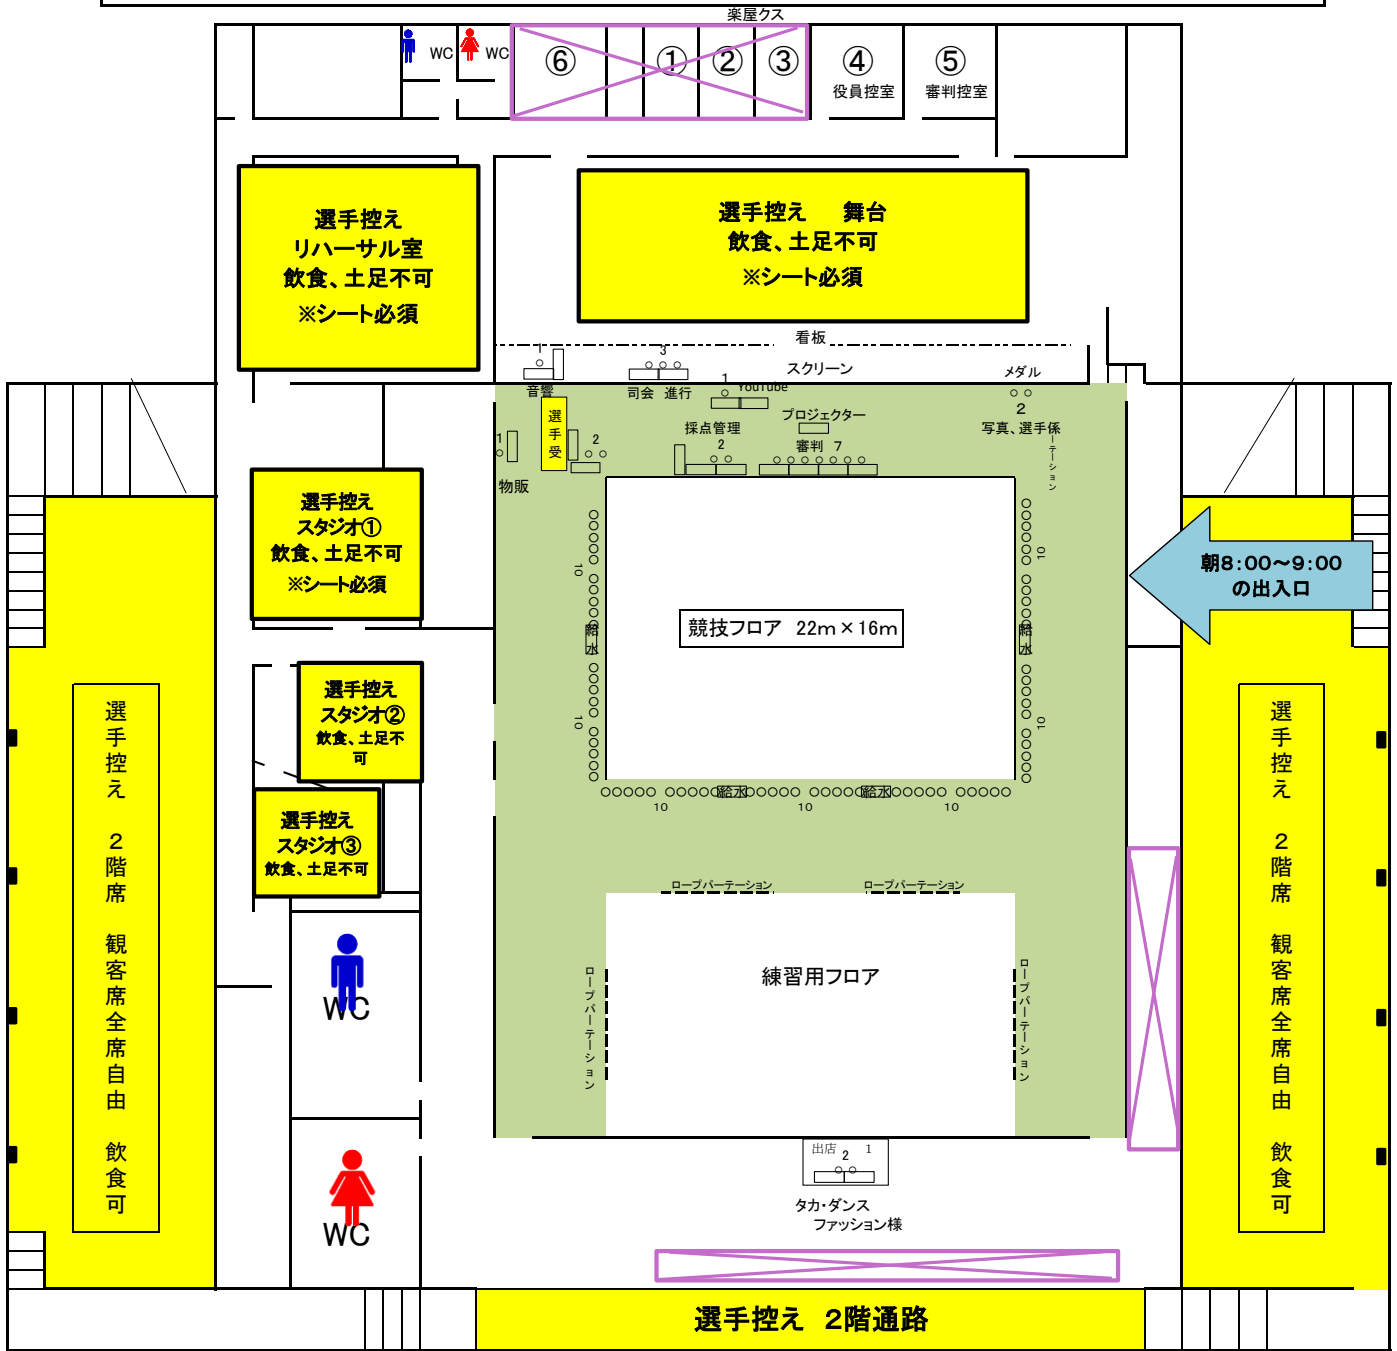 楽屋クス
WC
WC
⑥
①
②
③
④
役員控室
⑤
審判控室
選手控え
リハーサル室
飲食、土足不可
※シート必須
選手控え 舞台
飲食、土足不可
※シート必須
看板
スクリーン
メダル
1
音響
3
司会 進行
1
YouTube
プロジェクター
2
写真、選手係
選手受
1
物販
2
採点管理
2
審判 7
ーテーション
選手控え
スタジオ①
飲食、土足不可
※シート必須
朝8:00～9:00
の出入口
競技フロア 22m×16m
10
10
給水
給水
10
10
選手控え
スタジオ②
飲食、土足不
可
選手控え
スタジオ③
飲食、土足不可
選手控え 2階席 観客席全席自由 飲食可
選手控え 2階席 観客席全席自由 飲食可
給水
給水
10
10
10
ロープパーテーション
ロープパーテーション
練習用フロア
ロープパーテーション
ロープパーテーション
WC
WC
出店
2
1
タカ・ダンス
ファッション様
選手控え 2階通路